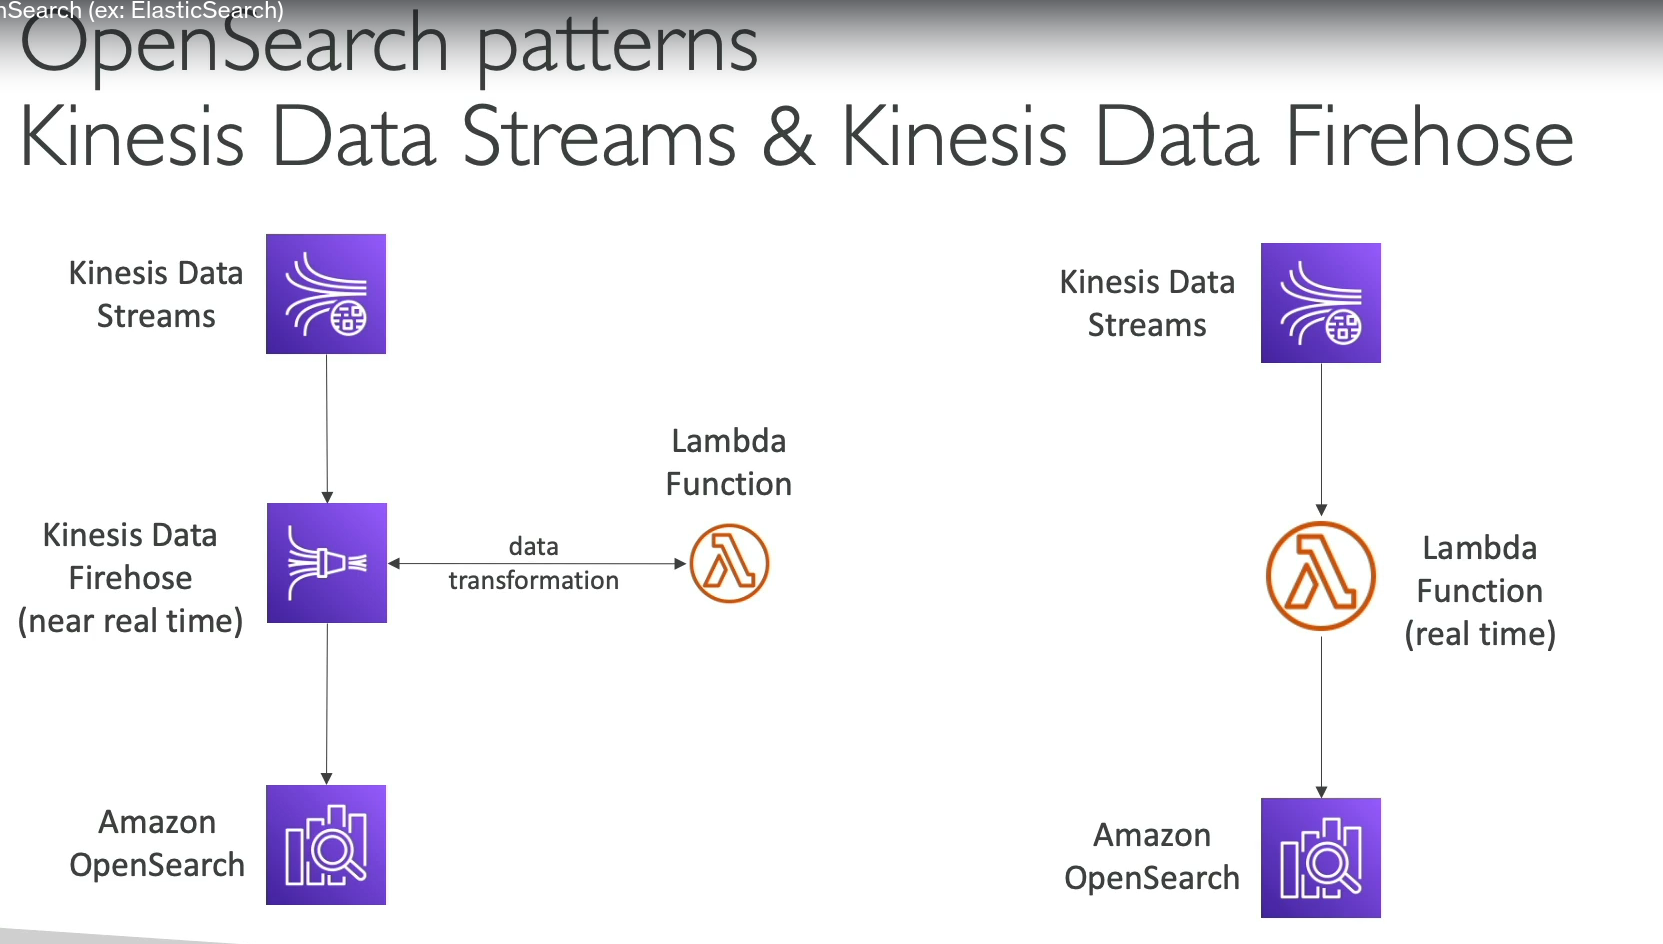 nSearch (ex: ElasticSearch)
OpenSearch patterns
Kinesis Data Streams & Kinesis Data Firehose
Kinesis Data
Streams
Kinesis Data
Firehose
(near real time)
data
transformation
Lambda
Function
Amazon
OpenSearch
Kinesis Data
Streams
Lambda
Function
(real time)
Amazon
OpenSearch